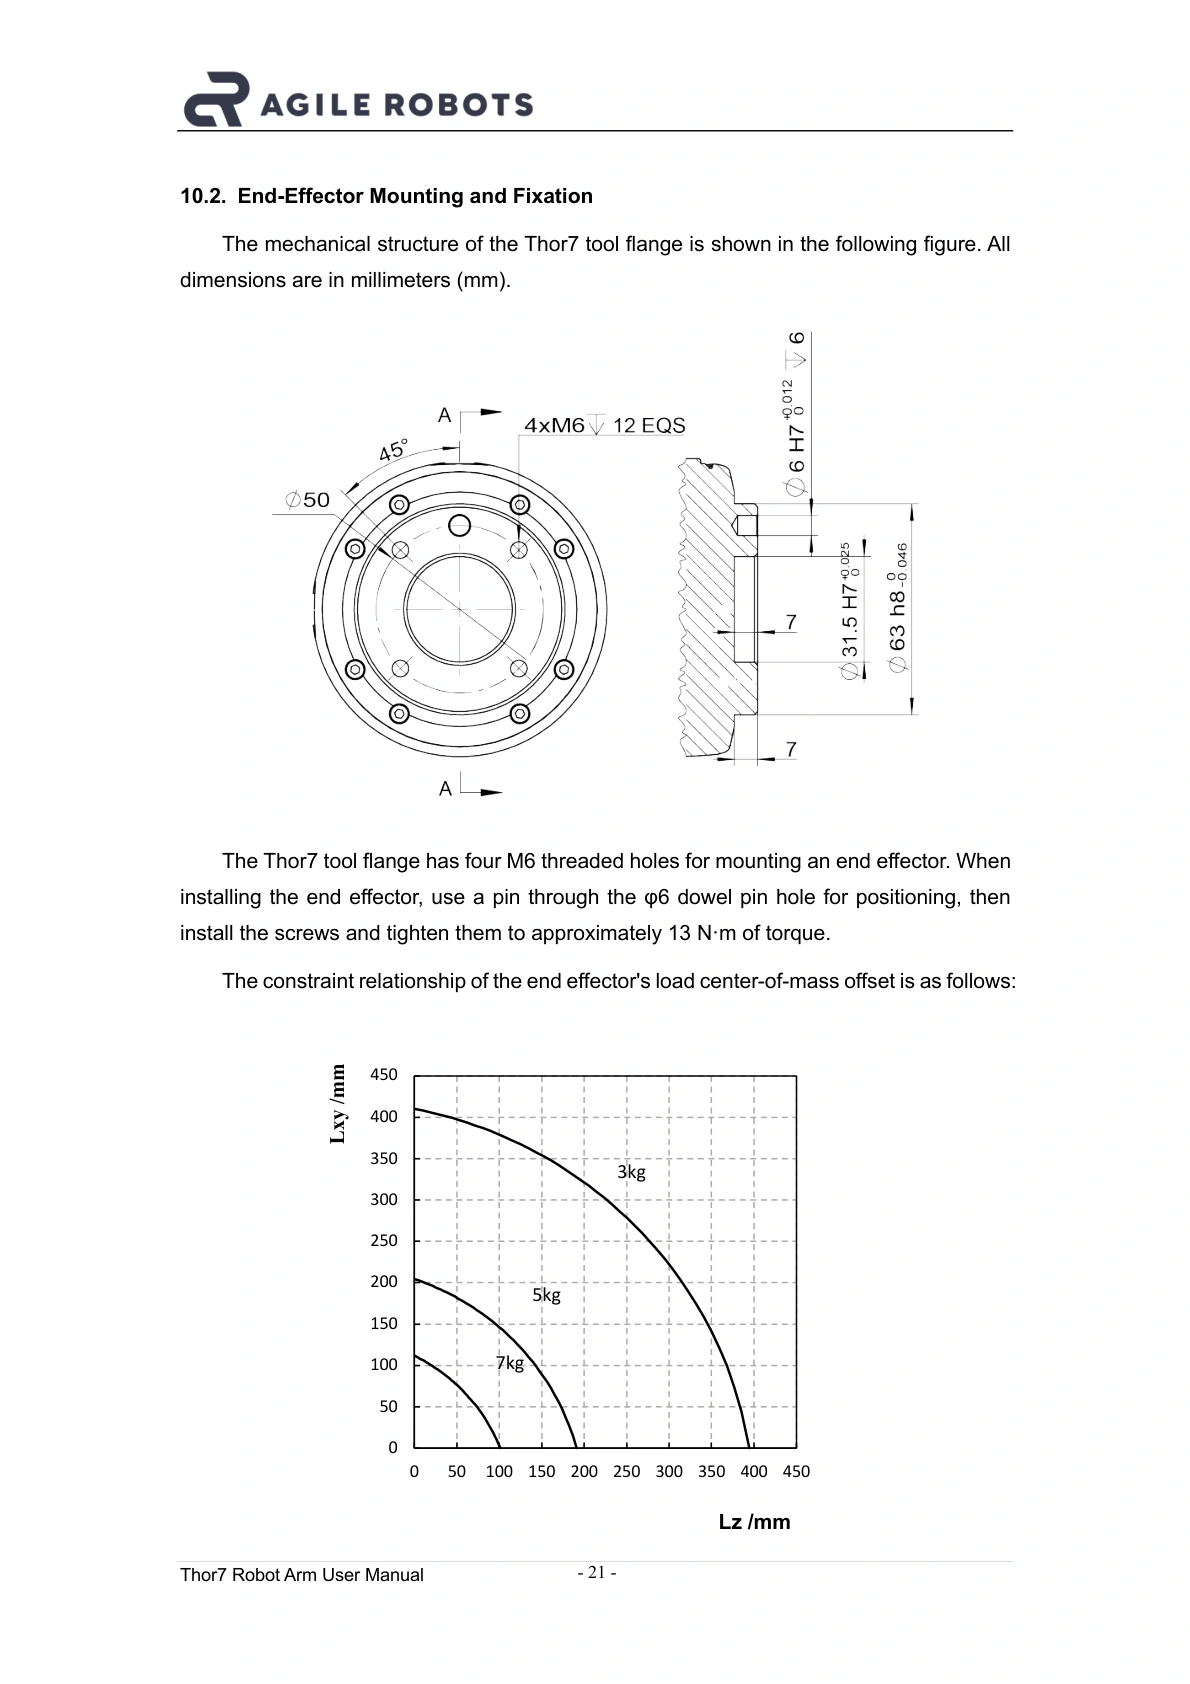 AGILE ROBOTS
10.2. End-Effector Mounting and Fixation
The mechanical structure of the Thor7 tool flange is shown in the following figure. All
dimensions are in millimeters (mm).
A
45°
4xM6↧ 12 EQS
∅50
A
∅6 H7 +0.012 0 ↧6
7
∅31.5 H7 +0.025 0
∅63 h8 0 -0.046
7
The Thor7 tool flange has four M6 threaded holes for mounting an end effector. When
installing the end effector, use a pin through the φ6 dowel pin hole for positioning, then
install the screws and tighten them to approximately 13 N·m of torque.
The constraint relationship of the end effector's load center-of-mass offset is as follows:
Lxy /mm
450
400
350
300
250
200
150
100
50
0
3kg
5kg
7kg
0 50 100 150 200 250 300 350 400 450
Lz /mm
Thor7 Robot Arm User Manual
- 21 -